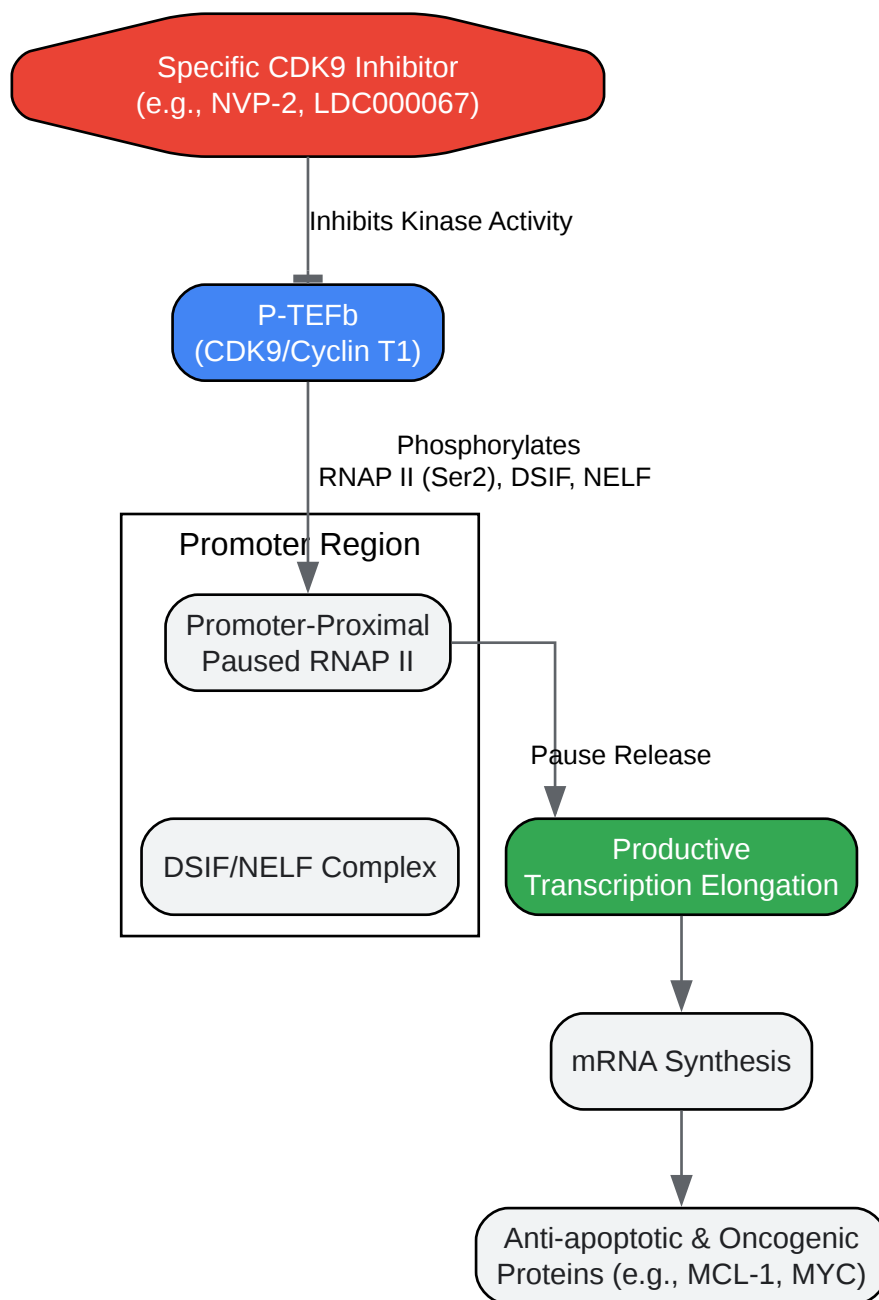 Specific CDK9 Inhibitor
(e.g., NVP-2, LDC000067)
Inhibits Kinase Activity
P-TEFb
(CDK9/Cyclin T1)
Phosphorylates
RNAP II (Ser2), DSIF, NELF
Promoter Region
Promoter-Proximal
Paused RNAP II
Pause Release
DSIF/NELF Complex
Productive
Transcription Elongation
mRNA Synthesis
Anti-apoptotic & Oncogenic
Proteins (e.g., MCL-1, MYC)